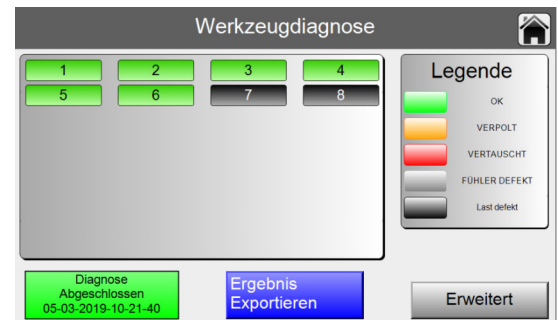 Werkzeugdiagnose
1 2 3 4
5 6 7 8
Legende
OK
VERPOLT
VERTAUSCHT
FÜHLER DEFEKT
Last defekt
Diagnose
Abgeschlossen
05-03-2019-10-21-40
Ergebnis
Exportieren
Erweitert